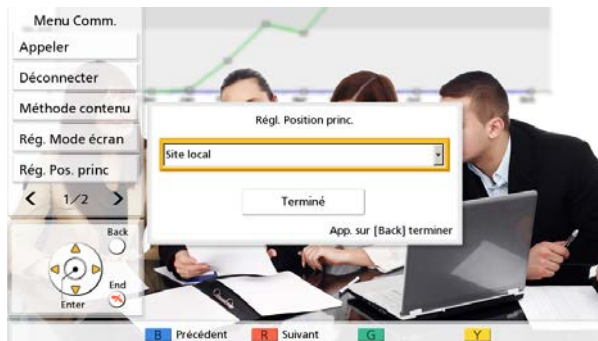 Menu Comm.
Appeler
Déconnecter
Méthode contenu
Rég. Mode écran
Rég. Pos. princ
< 1/2 >
Back
End
Enter
Régl. Position princ.
Site local
Terminé
App. sur [Back] terminer
B Précédent R Suivant G Y